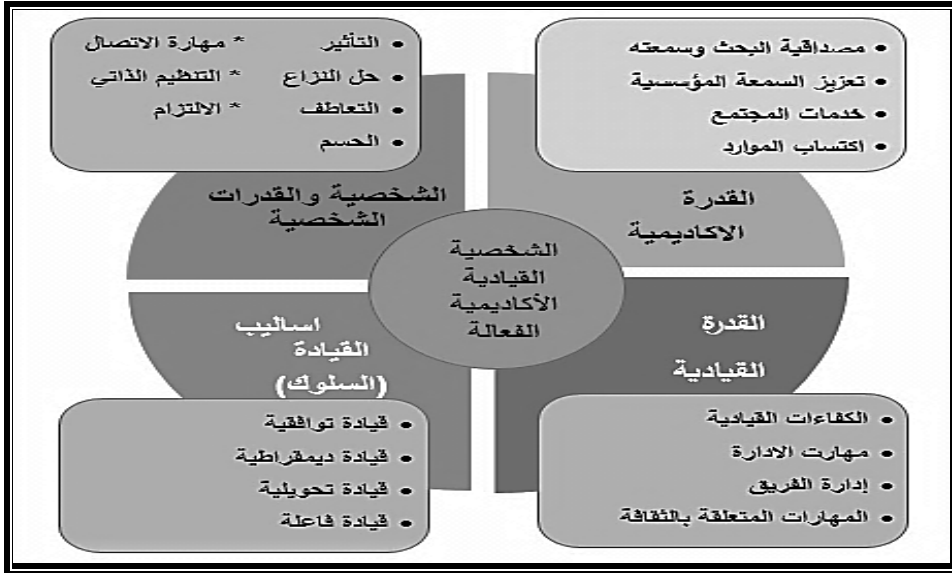 • مصداقية البحث وسمعته
• تعزيز السمعة المؤسسية
• خدمات المجتمع
• اكتساب الموارد
• التأثير * مهارة الاتصال
• حل النزاع * التنظيم الذاتي
• التعاطف * الالتزام
• الحسم
القدرة
الاكاديمية
الشخصية والقدرات
الشخصية
الشخصية
القيادية
الأكاديمية
الفعالة
القدرة
القيادية
اساليب
القيادة
(السلوك)
• الكفاءات القيادية
• مهارت الادارة
• إدارة الفريق
• المهارات المتعلقة بالثقافة
• قيادة توافقية
• قيادة ديمقراطية
• قيادة تحويلية
• قيادة فاعلة